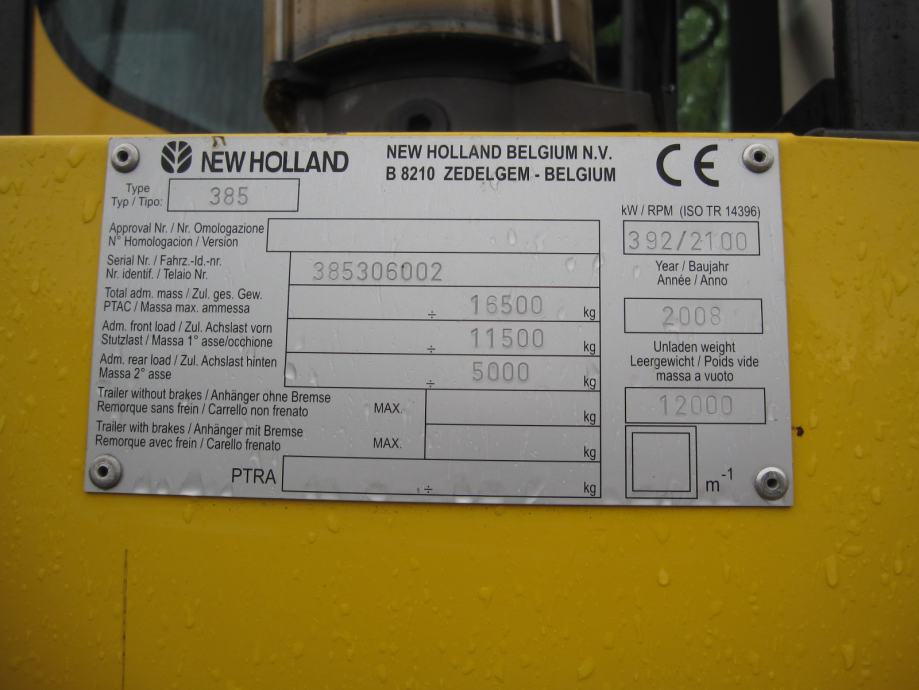 NEW HOLLAND
NEW HOLLAND BELGIUM N.V.
B 8210 ZEDELGEM - BELGIUM
CE
Type
Typ / Tipo:
385
Approval Nr. / Nr. Omologazione
N° Homologacion / Version
Serial Nr. / Fahrz.-Id.-nr.
Nr. identif. / Telaio Nr.
385306002
Total adm. mass / Zul. ges. Gew.
PTAC / Massa max. ammessa
÷ 16500 kg
Adm. front load / Zul. Achslast vorn
Stutzlast / Massa 1° asse/occhione
÷ 11500 kg
Adm. rear load / Zul. Achslast hinten
Massa 2° asse
÷ 5000 kg
Trailer without brakes / Anhänger ohne Bremse
Remorque sans frein / Carrello non frenato
MAX. kg
Trailer with brakes / Anhänger mit Bremse
Remorque avec frein / Carello frenato
MAX. kg
PTRA ÷ kg
kW / RPM (ISO TR 14396)
392/2100
Year / Baujahr
Année / Anno
2008
Unladen weight
Leergewicht / Poids vide
massa a vuoto
12000
m-1